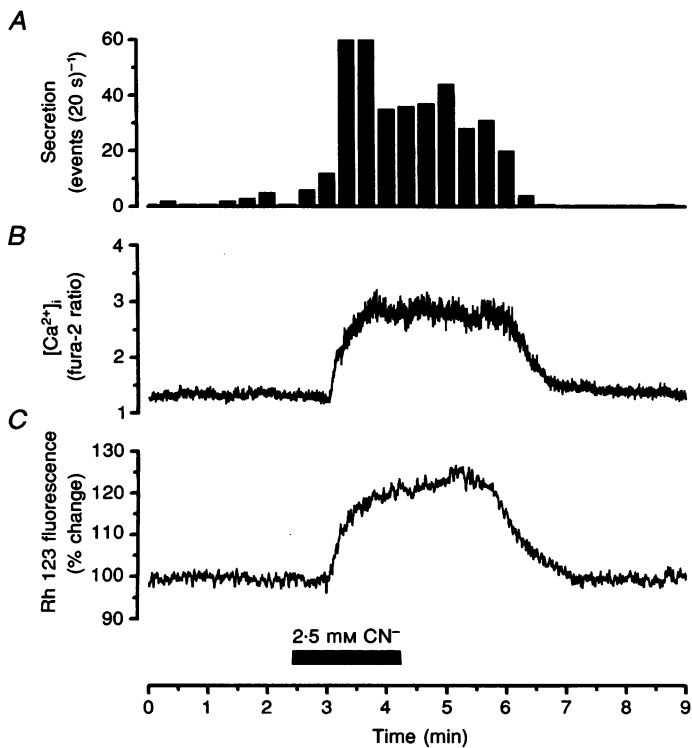 A
Secretion
(events (20 s)⁻¹)
60
40
20
0
B
[Ca²⁺]ᵢ
(fura-2 ratio)
4
3
2
1
C
Rh 123 fluorescence
(% change)
130
120
110
100
90
2·5 mM CN⁻
0 1 2 3 4 5 6 7 8 9
Time (min)